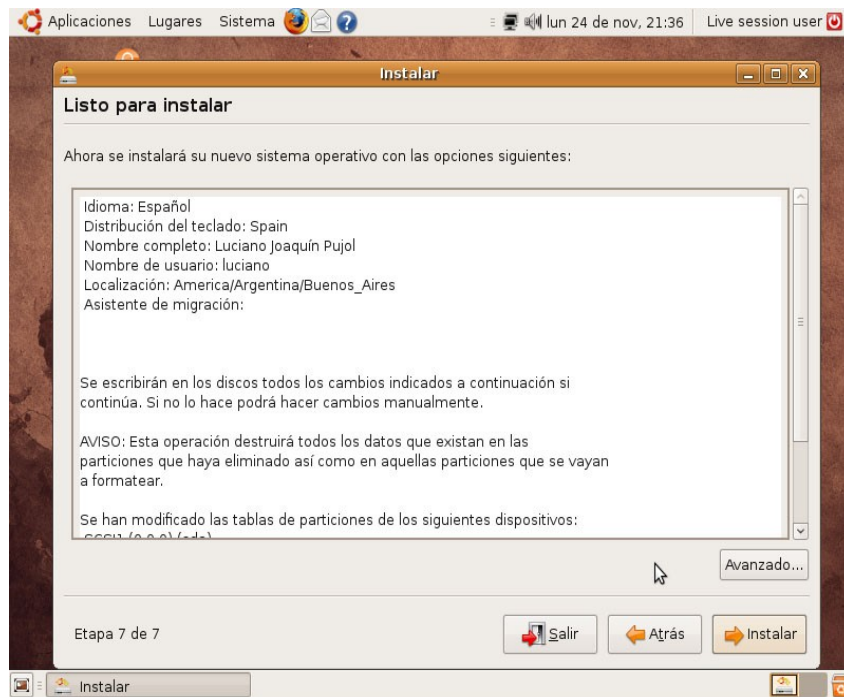 Aplicaciones Lugares Sistema lun 24 de nov, 21:36 Live session user
Instalar
Listo para instalar
Ahora se instalará su nuevo sistema operativo con las opciones siguientes:
Idioma: Español
Distribución del teclado: Spain
Nombre completo: Luciano Joaquín Pujol
Nombre de usuario: luciano
Localización: America/Argentina/Buenos_Aires
Asistente de migración:
Se escribirán en los discos todos los cambios indicados a continuación si
continúa. Si no lo hace podrá hacer cambios manualmente.
AVISO: Esta operación destruirá todos los datos que existan en las
particiones que haya eliminado así como en aquellas particiones que se vayan
a formatear.
Se han modificado las tablas de particiones de los siguientes dispositivos:
Avanzado...
Etapa 7 de 7 Salir Atrás Instalar
Instalar